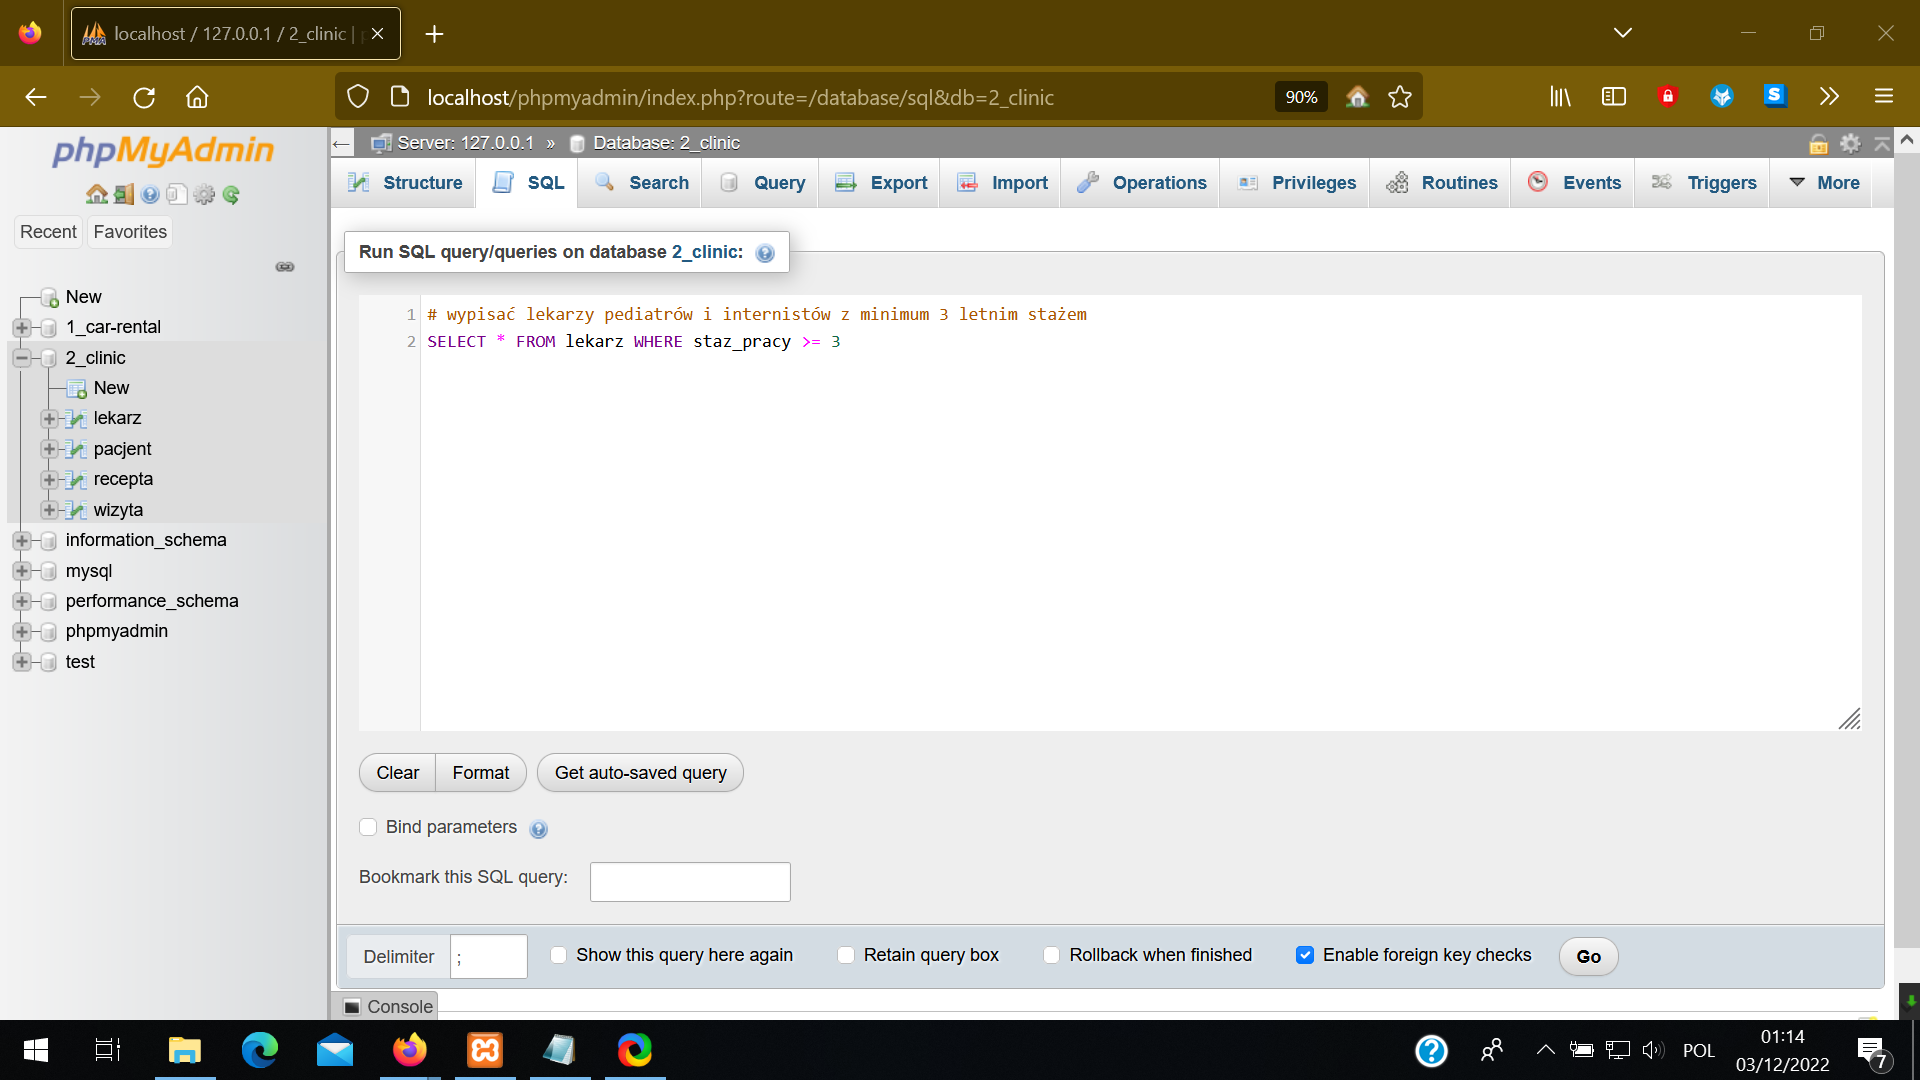 localhost / 127.0.0.1 / 2_clinic |
localhost/phpmyadmin/index.php?route=/database/sql&db=2_clinic
90%
phpMyAdmin
Recent
Favorites
New
1_car-rental
2_clinic
New
lekarz
pacjent
recepta
wizyta
information_schema
mysql
performance_schema
phpmyadmin
test
Server: 127.0.0.1 » Database: 2_clinic
Structure
SQL
Search
Query
Export
Import
Operations
Privileges
Routines
Events
Triggers
More
Run SQL query/queries on database 2_clinic:
1 # wypisać lekarzy pediatrów i internistów z minimum 3 letnim stażem
2 SELECT * FROM lekarz WHERE staz_pracy >= 3
Clear
Format
Get auto-saved query
Bind parameters
Bookmark this SQL query:
Delimiter ;
Show this query here again
Retain query box
Rollback when finished
Enable foreign key checks
Go
Console
POL
01:14
03/12/2022
7